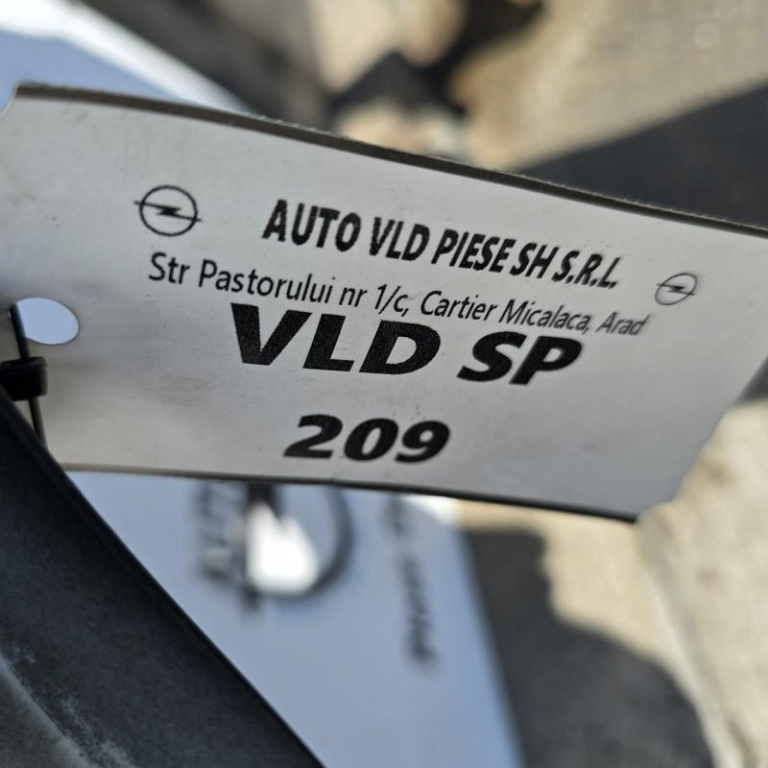 AUTO VLD PIESE SH S.R.L.
Str Pastorului nr 1/c, Cartier Micalaca, Arad
VLD SP
209